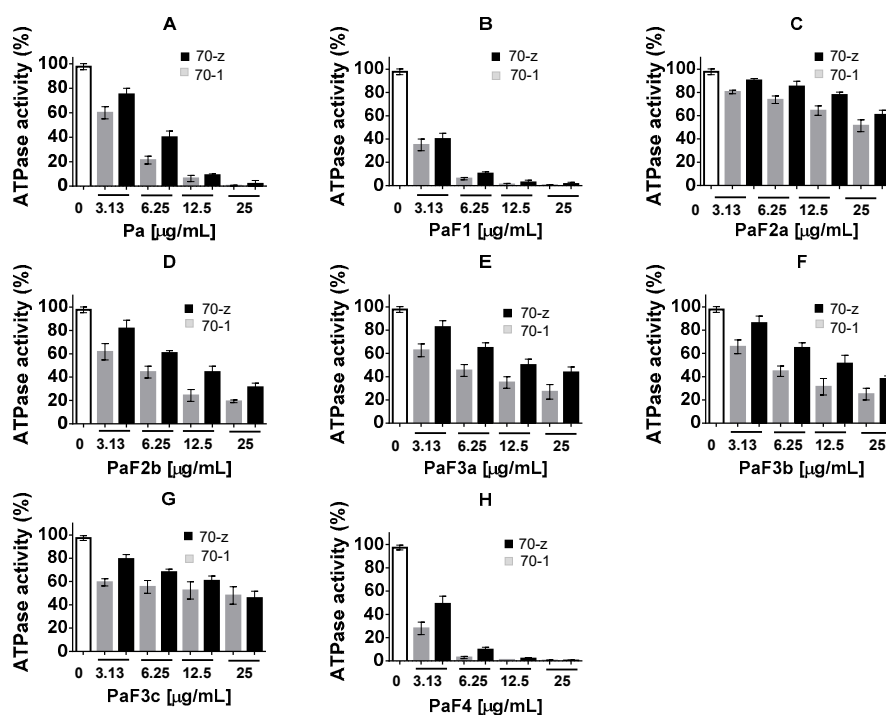 A
ATPase activity (%)
100
80
60
40
20
0
70-z
70-1
0 3.13 6.25 12.5 25
Pa [μg/mL]
B
ATPase activity (%)
100
80
60
40
20
0
70-z
70-1
0 3.13 6.25 12.5 25
PaF1 [μg/mL]
C
ATPase activity (%)
100
80
60
40
20
0
70-z
70-1
0 3.13 6.25 12.5 25
PaF2a [μg/mL]
D
ATPase activity (%)
100
80
60
40
20
0
70-z
70-1
0 3.13 6.25 12.5 25
PaF2b [μg/mL]
E
ATPase activity (%)
100
80
60
40
20
0
70-z
70-1
0 3.13 6.25 12.5 25
PaF3a [μg/mL]
F
ATPase activity (%)
100
80
60
40
20
0
70-z
70-1
0 3.13 6.25 12.5 25
PaF3b [μg/mL]
G
ATPase activity (%)
100
80
60
40
20
0
70-z
70-1
0 3.13 6.25 12.5 25
PaF3c [μg/mL]
H
ATPase activity (%)
100
80
60
40
20
0
70-z
70-1
0 3.13 6.25 12.5 25
PaF4 [μg/mL]